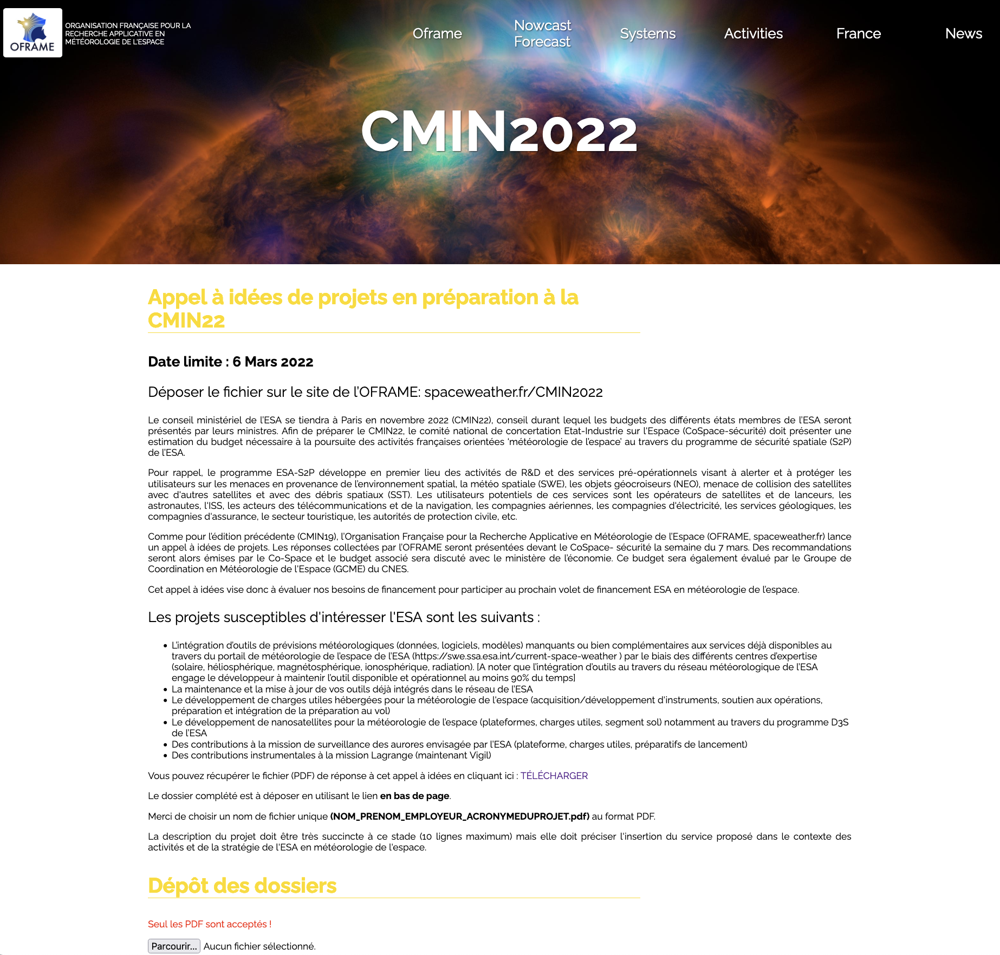 OFRAME
ORGANISATION FRANÇAISE POUR LA
RECHERCHE APPLICATIVE EN
MÉTÉOROLOGIE DE L'ESPACE
Oframe
Nowcast
Forecast
Systems
Activities
France
News
CMIN2022
Appel à idées de projets en préparation à la
CMIN22
Date limite : 6 Mars 2022
Déposer le fichier sur le site de l’OFRAME: spaceweather.fr/CMIN2022
Le conseil ministériel de l’ESA se tiendra à Paris en novembre 2022 (CMIN22), conseil durant lequel les budgets des différents états membres de l’ESA seront
présentés par leurs ministres. Afin de préparer le CMIN22, le comité national de concertation Etat-Industrie sur l'Espace (CoSpace-sécurité) doit présenter une
estimation du budget nécessaire à la poursuite des activités françaises orientées ‘météorologie de l’espace’ au travers du programme de sécurité spatiale (S2P)
de l’ESA.
Pour rappel, le programme ESA-S2P développe en premier lieu des activités de R&D et des services pré-opérationnels visant à alerter et à protéger les
utilisateurs sur les menaces en provenance de l’environnement spatial, la météo spatiale (SWE), les objets géocroiseurs (NEO), menace de collision des satellites
avec d'autres satellites et avec des débris spatiaux (SST). Les utilisateurs potentiels de ces services sont les opérateurs de satellites et de lanceurs, les
astronautes, l'ISS, les acteurs des télécommunications et de la navigation, les compagnies aériennes, les compagnies d'électricité, les services géologiques, les
compagnies d'assurance, le secteur touristique, les autorités de protection civile, etc.
Comme pour l’édition précédente (CMIN19), l’Organisation Française pour la Recherche Applicative en Météorologie de l’Espace (OFRAME, spaceweather.fr) lance
un appel à idées de projets. Les réponses collectées par l’OFRAME seront présentées devant le CoSpace- sécurité la semaine du 7 mars. Des recommandations
seront alors émises par le Co-Space et le budget associé sera discuté avec le ministère de l’économie. Ce budget sera également évalué par le Groupe de
Coordination en Météorologie de l'Espace (GCME) du CNES.
Cet appel à idées vise donc à évaluer nos besoins de financement pour participer au prochain volet de financement ESA en météorologie de l’espace.
Les projets susceptibles d'intéresser l'ESA sont les suivants :
• L’intégration d’outils de prévisions météorologiques (données, logiciels, modèles) manquants ou bien complémentaires aux services déjà disponibles au
travers du portail de météorologie de l’espace de l’ESA (https://swe.ssa.esa.int/current-space-weather ) par le biais des différents centres d’expertise
(solaire, héliosphérique, magnétosphérique, ionosphérique, radiation). [A noter que l’intégration d’outils au travers du réseau météorologique de l’ESA
engage le développeur à maintenir l’outil disponible et opérationnel au moins 90% du temps]
• La maintenance et la mise à jour de vos outils déjà intégrés dans le réseau de l’ESA
• Le développement de charges utiles hébergées pour la météorologie de l'espace (acquisition/développement d'instruments, soutien aux opérations,
préparation et intégration de la préparation au vol)
• Le développement de nanosatellites pour la météorologie de l’espace (plateformes, charges utiles, segment sol) notamment au travers du programme D3S
de l’ESA
• Des contributions à la mission de surveillance des aurores envisagée par l’ESA (plateforme, charges utiles, préparatifs de lancement)
• Des contributions instrumentales à la mission Lagrange (maintenant Vigil)
Vous pouvez récupérer le fichier (PDF) de réponse à cet appel à idées en cliquant ici : TÉLÉCHARGER
Le dossier complété est à déposer en utilisant le lien en bas de page.
Merci de choisir un nom de fichier unique (NOM_PRENOM_EMPLOYEUR_ACRONYMEDUPROJET.pdf) au format PDF.
La description du projet doit être très succincte à ce stade (10 lignes maximum) mais elle doit préciser l'insertion du service proposé dans le contexte des
activités et de la stratégie de l'ESA en météorologie de l'espace.
Dépôt des dossiers
Seul les PDF sont acceptés !
Parcourir... Aucun fichier sélectionné.